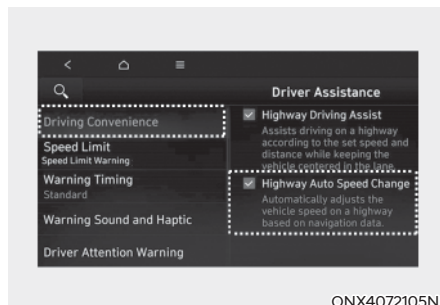 Driver Assistance
Driving Convenience
Speed Limit
Speed Limit Warning
Warning Timing
Standard
Warning Sound and Haptic
Driver Attention Warning
Highway Driving Assist
Assists driving on a highway
according to the set speed and
distance while keeping the
vehicle centered in the lane.
Highway Auto Speed Change
Automatically adjusts the
vehicle speed on a highway
based on navigation data.
ONX4072105N